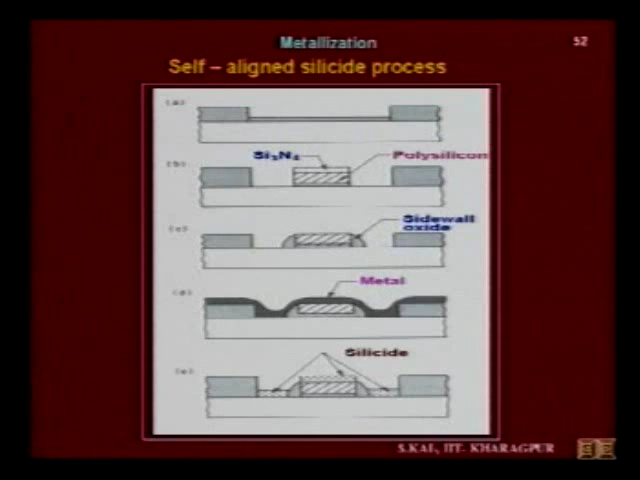 Metallization
52
Self – aligned silicide process
(a)
(b)
Si₃N₄
Polysilicon
(c)
Sidewall
oxide
(d)
Metal
(e)
Silicide
S.KAL, IIT- KHARAGPUR